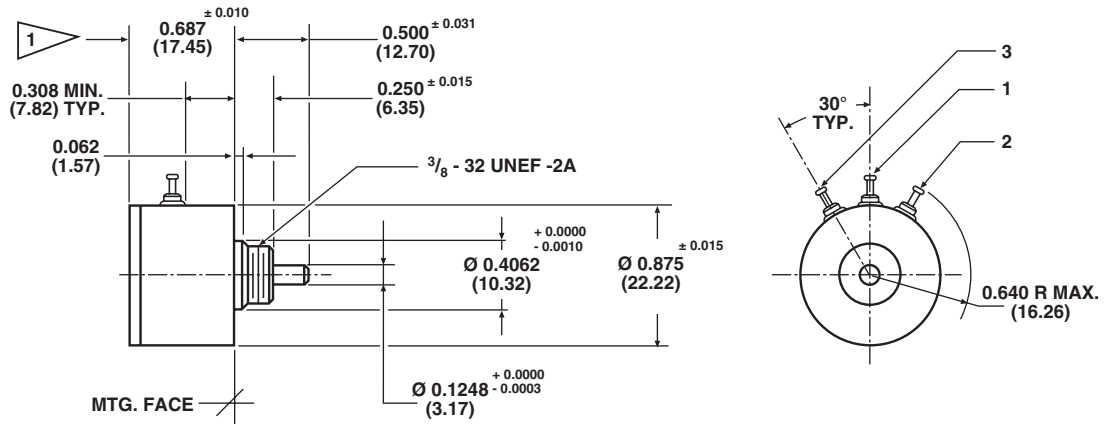 1
0.687 ± 0.010
(17.45)
0.500 ± 0.031
(12.70)
0.308 MIN.
(7.82) TYP.
0.250 ± 0.015
(6.35)
0.062
(1.57)
3/8 - 32 UNEF -2A
Ø 0.4062 + 0.0000 - 0.0010
(10.32)
Ø 0.875 ± 0.015
(22.22)
Ø 0.1248 + 0.0000 - 0.0003
(3.17)
MTG. FACE
30°
TYP.
3
1
2
0.640 R MAX.
(16.26)